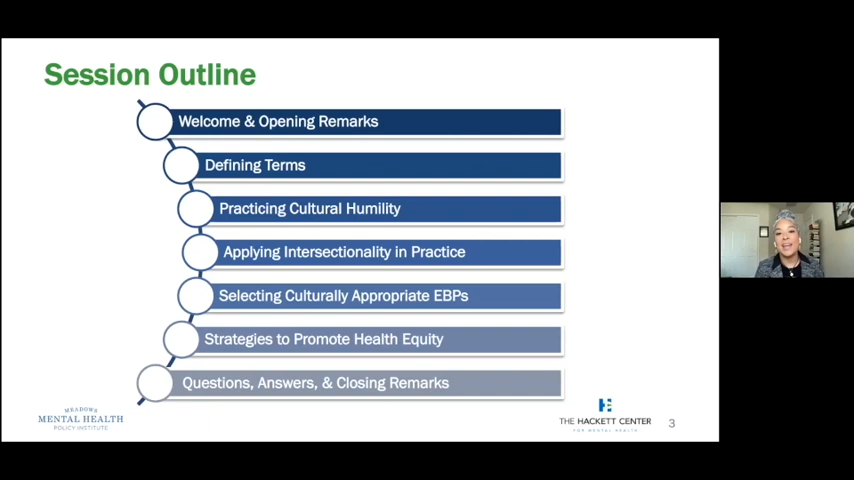 Session Outline
Welcome & Opening Remarks
Defining Terms
Practicing Cultural Humility
Applying Intersectionality in Practice
Selecting Culturally Appropriate EBPs
Strategies to Promote Health Equity
Questions, Answers, & Closing Remarks
MEADOWS
MENTAL HEALTH
POLICY INSTITUTE
THE HACKETT CENTER
FOR MENTAL HEALTH
3